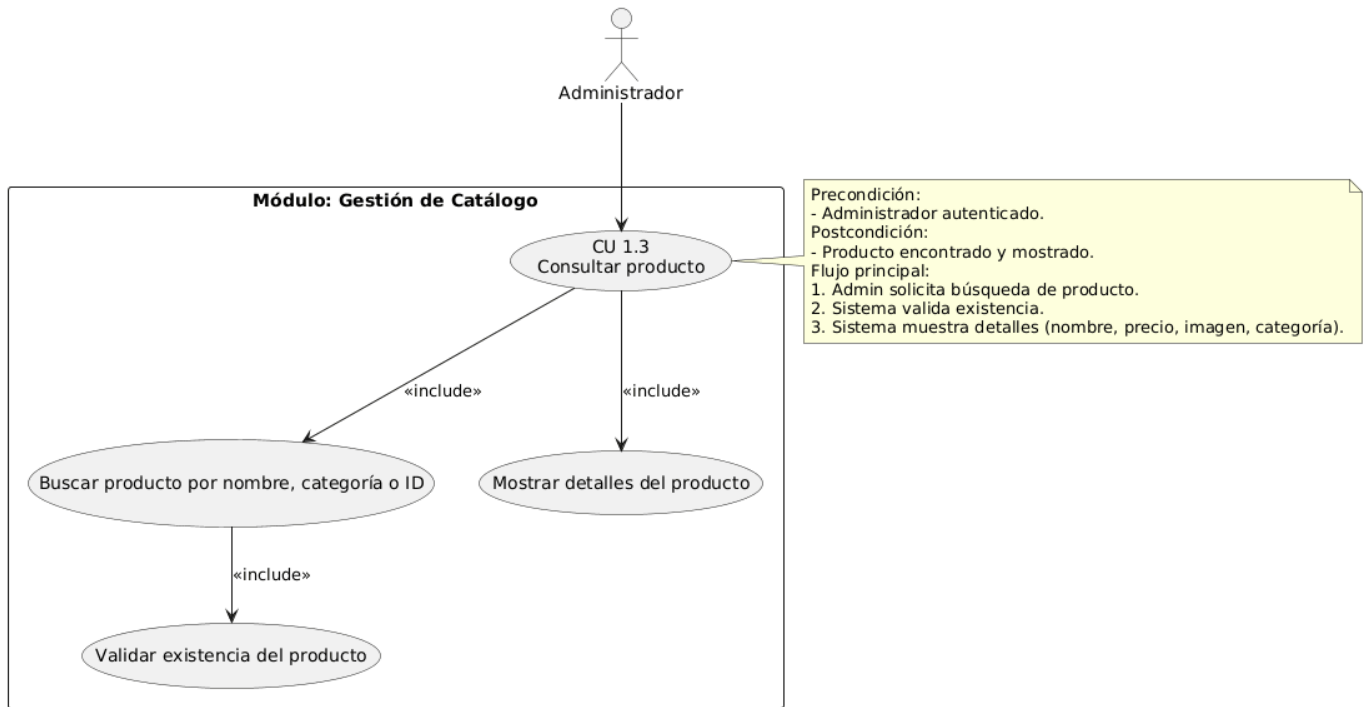 Administrador
Módulo: Gestión de Catálogo
CU 1.3
Consultar producto
Precondición:
- Administrador autenticado.
Postcondición:
- Producto encontrado y mostrado.
Flujo principal:
1. Admin solicita búsqueda de producto.
2. Sistema valida existencia.
3. Sistema muestra detalles (nombre, precio, imagen, categoría).
«include»
«include»
Buscar producto por nombre, categoría o ID
Mostrar detalles del producto
«include»
Validar existencia del producto